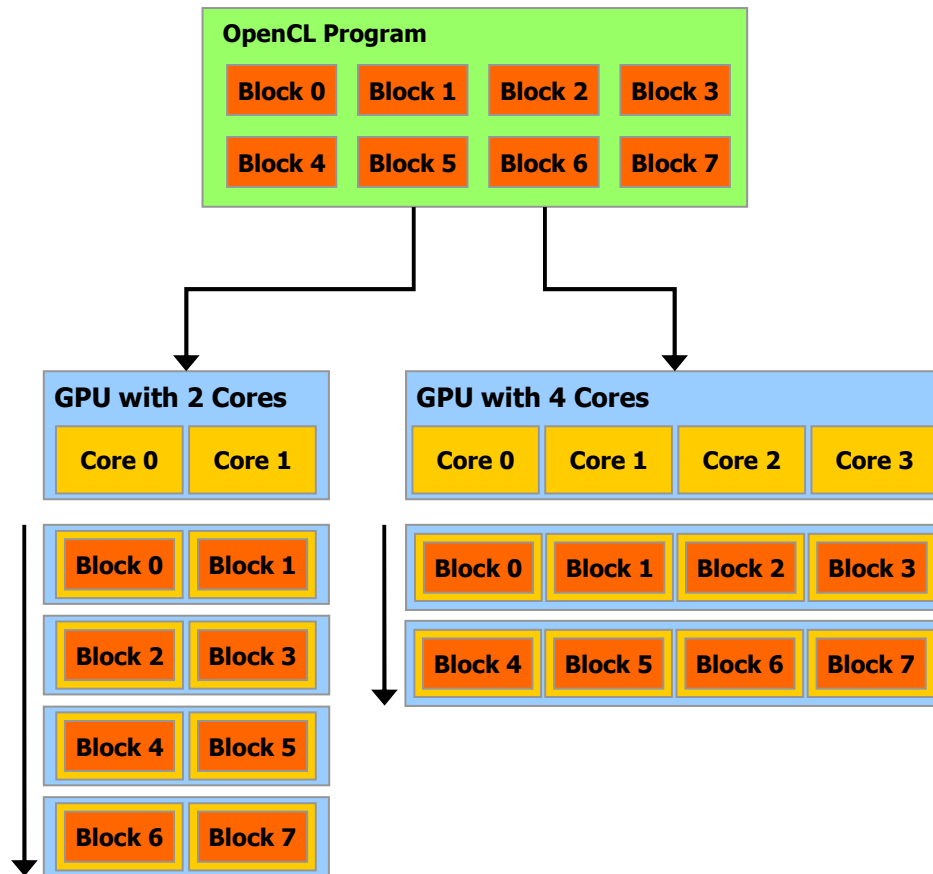 OpenCL Program
Block 0 Block 1 Block 2 Block 3
Block 4 Block 5 Block 6 Block 7
GPU with 2 Cores
Core 0 Core 1
Block 0 Block 1
Block 2 Block 3
Block 4 Block 5
Block 6 Block 7
GPU with 4 Cores
Core 0 Core 1 Core 2 Core 3
Block 0 Block 1 Block 2 Block 3
Block 4 Block 5 Block 6 Block 7